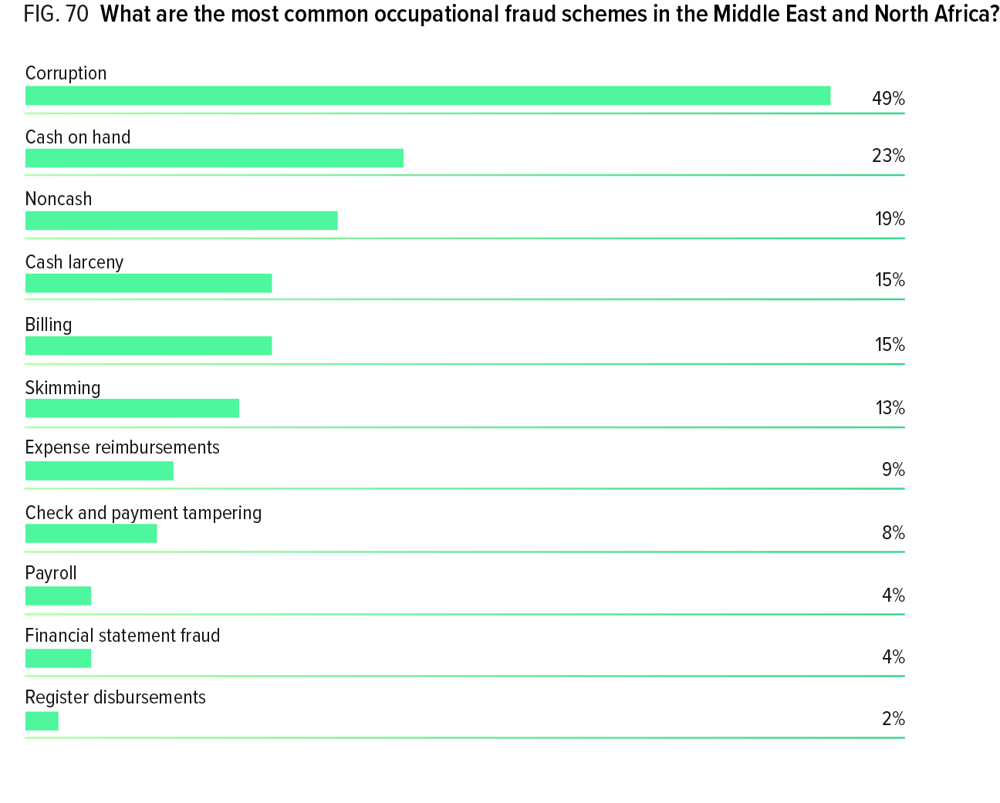 FIG. 70 What are the most common occupational fraud schemes in the Middle East and North Africa?
Corruption
49%
Cash on hand
23%
Noncash
19%
Cash larceny
15%
Billing
15%
Skimming
13%
Expense reimbursements
9%
Check and payment tampering
8%
Payroll
4%
Financial statement fraud
4%
Register disbursements
2%